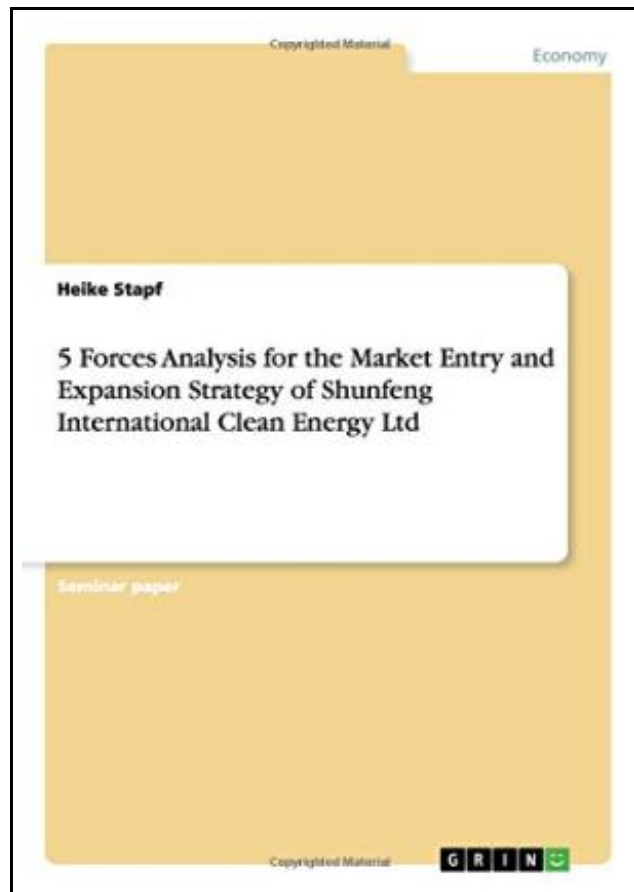 Copyrighted Material
Economy
Heike Stapf
5 Forces Analysis for the Market Entry and
Expansion Strategy of Shunfeng
International Clean Energy Ltd
Seminar paper
Copyrighted Material
GRIN